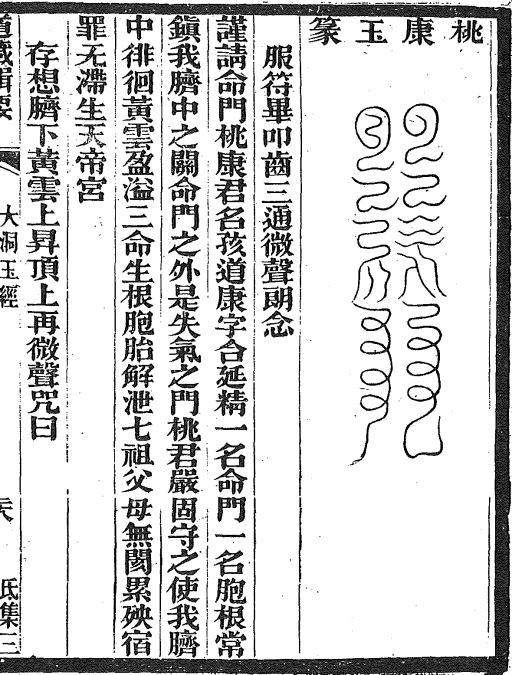 桃康玉篆
服符畢叩齒三通微聲朗念
謹請命門桃康君名孩道康字合延精一名命門一名胞根常
鎮我臍中之關命門之外是失氣之門桃君嚴固守之使我臍
中徘徊黃雲盈溢三命生根胞胎解泄七祖父母無閡累殃宿
罪无滯生天帝宮
存想臍下黃雲上昇頂上再微聲咒曰
道藏輯要
大洞玉經
氐集三